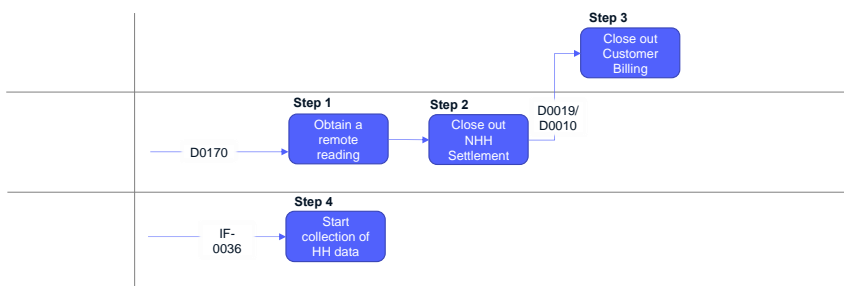 Step 3
Close out
Customer
Billing
Step 1
Step 2
D0019/
D0010
Obtain a
remote
reading
Close out
NHH
Settlement
D0170
Step 4
Start
collection of
HH data
IF-
0036